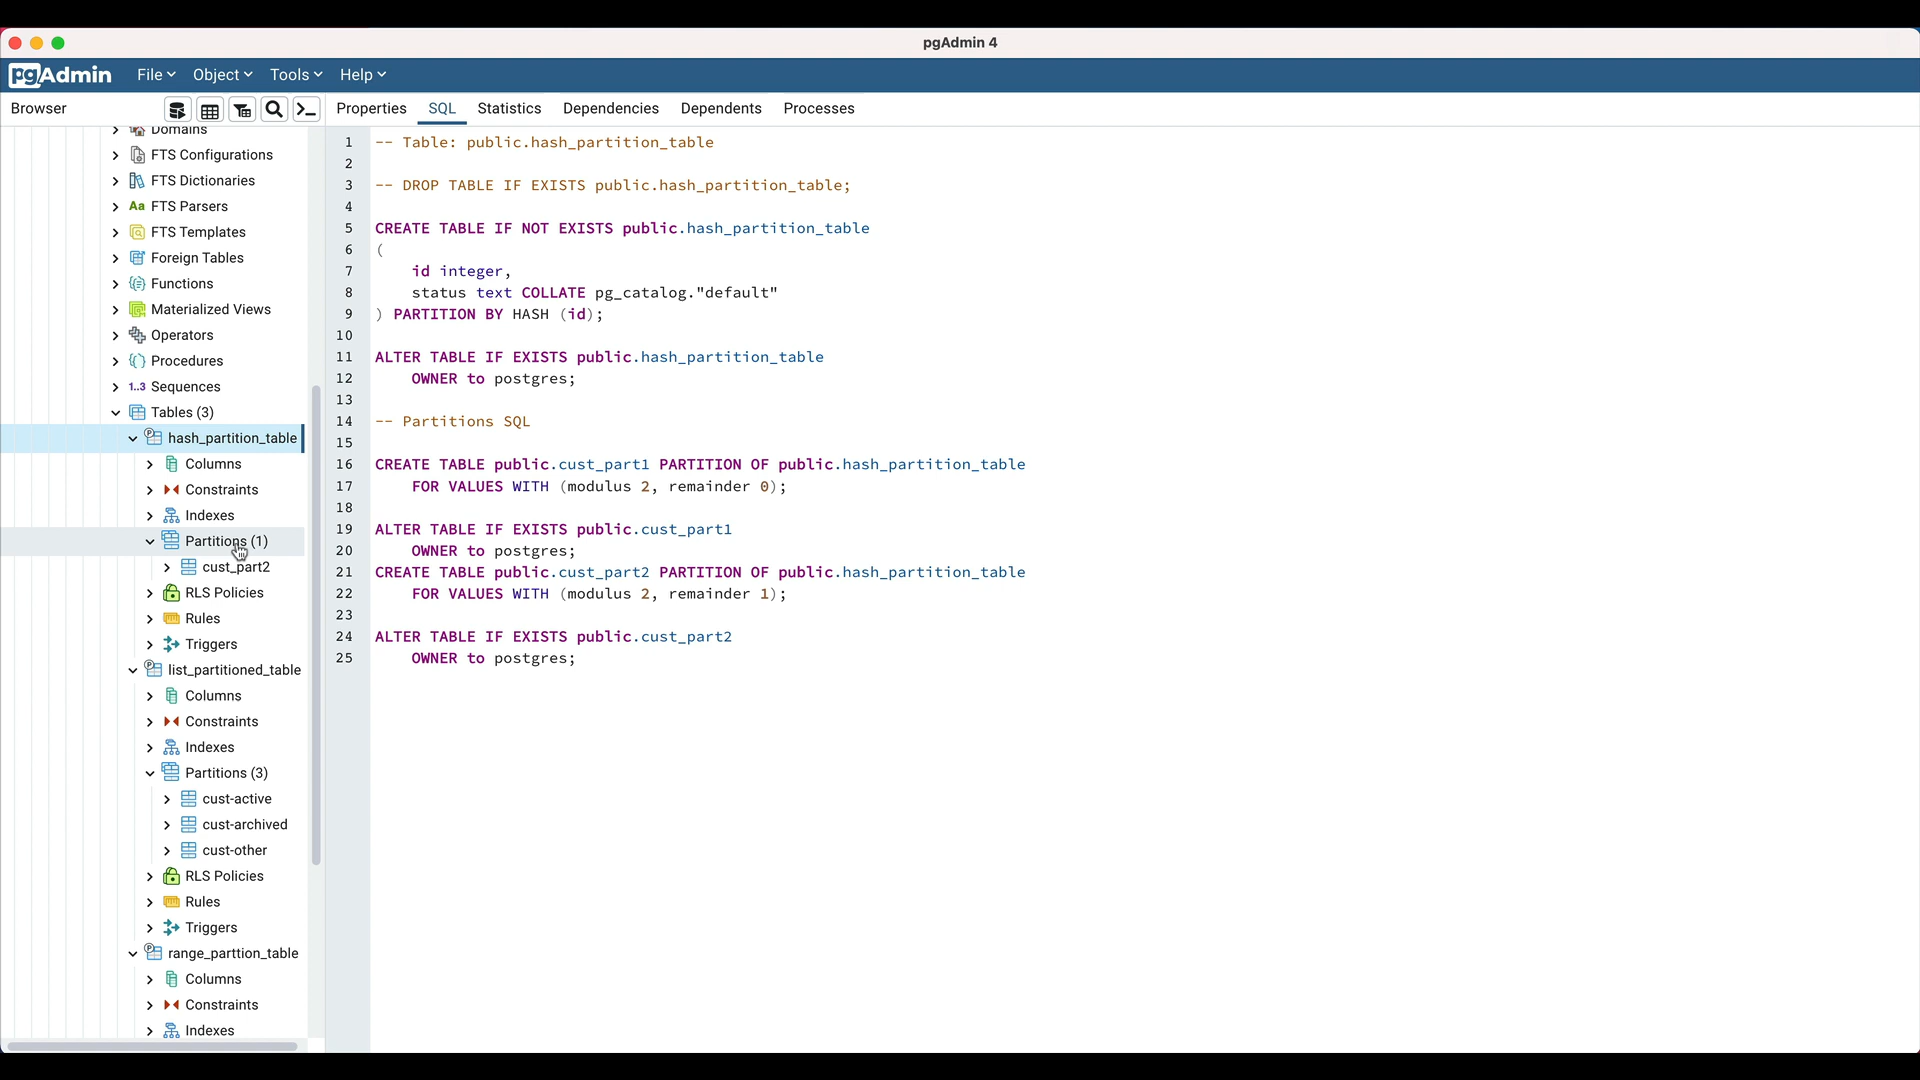 pgAdmin 4
pgAdmin File Object Tools Help
Browser
Properties SQL Statistics Dependencies Dependents Processes
Domains
FTS Configurations
FTS Dictionaries
Aa FTS Parsers
FTS Templates
Foreign Tables
Functions
Materialized Views
Operators
Procedures
1..3 Sequences
Tables (3)
hash_partition_table
Columns
Constraints
Indexes
Partitions (1)
cust_part2
RLS Policies
Rules
Triggers
list_partitioned_table
Columns
Constraints
Indexes
Partitions (3)
cust-active
cust-archived
cust-other
RLS Policies
Rules
Triggers
range_parttion_table
Columns
Constraints
Indexes
1 -- Table: public.hash_partition_table
2
3 -- DROP TABLE IF EXISTS public.hash_partition_table;
4
5 CREATE TABLE IF NOT EXISTS public.hash_partition_table
6 (
7 id integer,
8 status text COLLATE pg_catalog."default"
9 ) PARTITION BY HASH (id);
10
11 ALTER TABLE IF EXISTS public.hash_partition_table
12 OWNER to postgres;
13
14 -- Partitions SQL
15
16 CREATE TABLE public.cust_part1 PARTITION OF public.hash_partition_table
17 FOR VALUES WITH (modulus 2, remainder 0);
18
19 ALTER TABLE IF EXISTS public.cust_part1
20 OWNER to postgres;
21 CREATE TABLE public.cust_part2 PARTITION OF public.hash_partition_table
22 FOR VALUES WITH (modulus 2, remainder 1);
23
24 ALTER TABLE IF EXISTS public.cust_part2
25 OWNER to postgres;